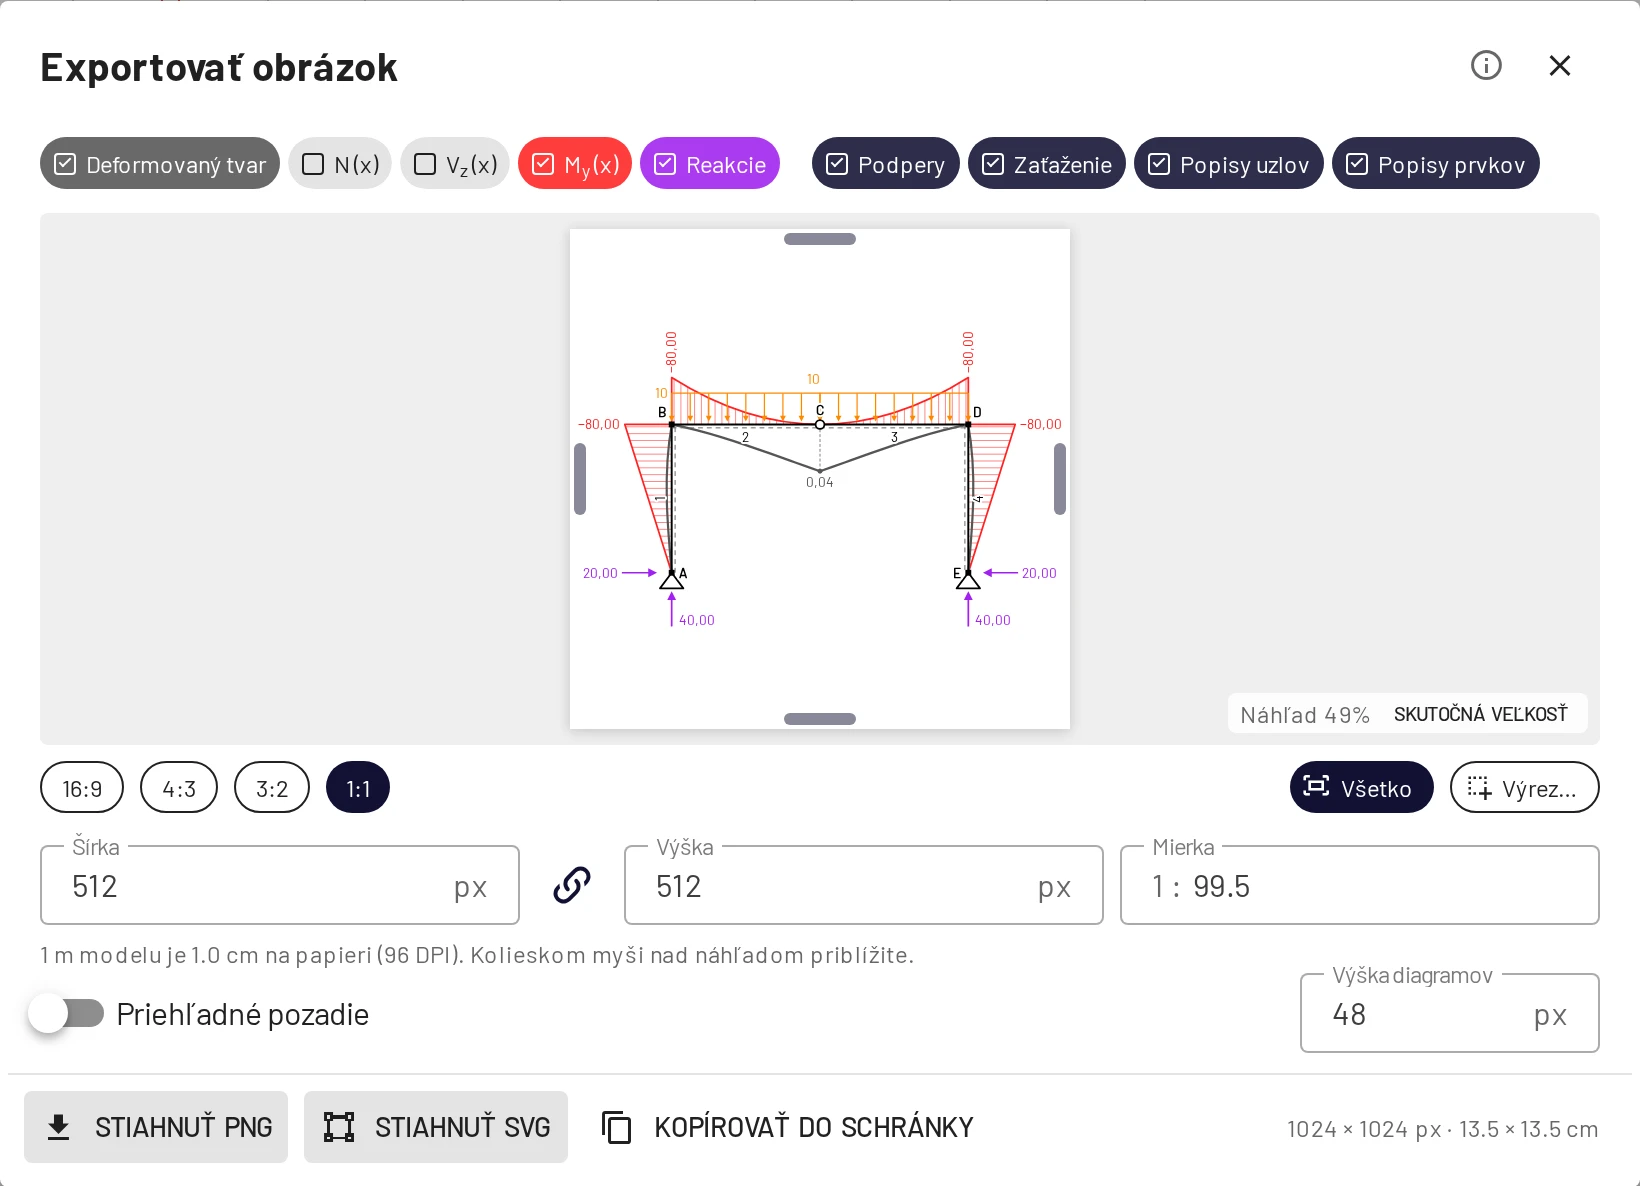 Exportovať obrázok
Deformovaný tvar
N(x)
Vz(x)
My(x)
Reakcie
Podpery
Zaťaženie
Popisy uzlov
Popisy prvkov
−80,00
−80,00
10
10
B
C
D
−80,00
−80,00
2
3
0,04
1
4
20,00
A
E
20,00
40,00
40,00
Náhľad 49%
SKUTOČNÁ VEĽKOSŤ
16:9
4:3
3:2
1:1
Všetko
Výrez...
Šírka
512 px
Výška
512 px
Mierka
1 : 99.5
1 m modelu je 1.0 cm na papieri (96 DPI). Kolieskom myši nad náhľadom priblížite.
Priehľadné pozadie
Výška diagramov
48 px
STIAHNUŤ PNG
STIAHNUŤ SVG
KOPÍROVAŤ DO SCHRÁNKY
1024 × 1024 px · 13.5 × 13.5 cm